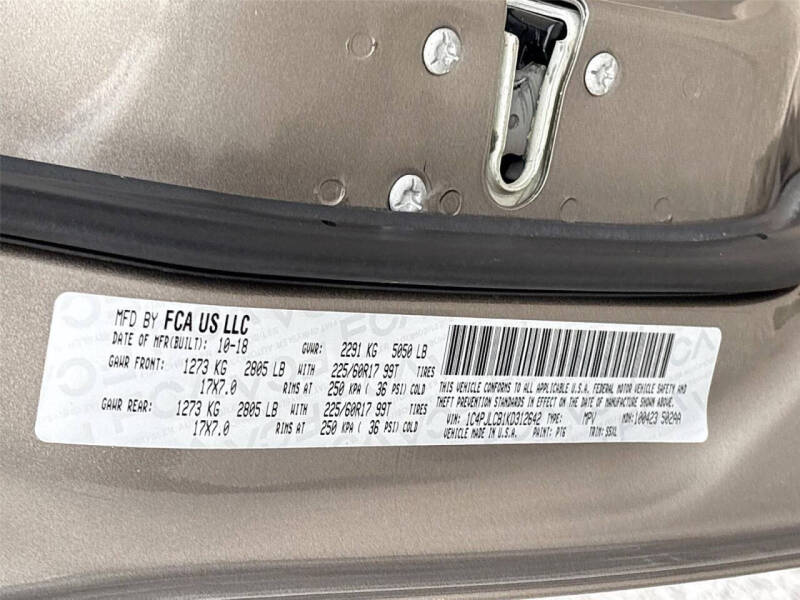 MFD BY FCA US LLC
DATE OF MFR(BUILT): 10-18 GVWR: 2291 KG 5050 LB
GAWR FRONT: 1273 KG 2805 LB WITH 225/60R17 99T TIRES
17X7.0 RIMS AT 250 KPA ( 36 PSI) COLD
GAWR REAR: 1273 KG 2805 LB WITH 225/60R17 99T TIRES
17X7.0 RIMS AT 250 KPA ( 36 PSI) COLD
THIS VEHICLE CONFORMS TO ALL APPLICABLE U.S.A. FEDERAL MOTOR VEHICLE SAFETY AND
THEFT PREVENTION STANDARDS IN EFFECT ON THE DATE OF MANUFACTURE SHOWN ABOVE.
VIN: 1C4PJLCB1KD312642 TYPE: MPV MDH: 100423 502AA
VEHICLE MADE IN U.S.A. PAINT: PTG TRIM: S5XL